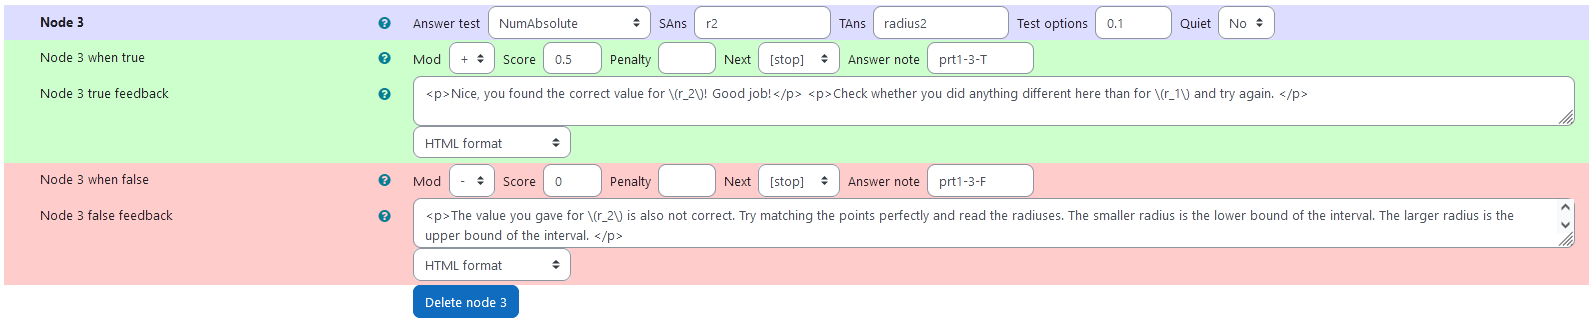 Node 3 Answer test NumAbsolute SAns r2 TAns radius2 Test options 0.1 Quiet No
Node 3 when true Mod + Score 0.5 Penalty Next [stop] Answer note prt1-3-T
Node 3 true feedback <p>Nice, you found the correct value for \(r_2\)! Good job!</p> <p>Check whether you did anything different here than for \(r_1\) and try again. </p>
HTML format
Node 3 when false Mod - Score 0 Penalty Next [stop] Answer note prt1-3-F
Node 3 false feedback <p>The value you gave for \(r_2\) is also not correct. Try matching the points perfectly and read the radiuses. The smaller radius is the lower bound of the interval. The larger radius is the
upper bound of the interval. </p>
HTML format
Delete node 3